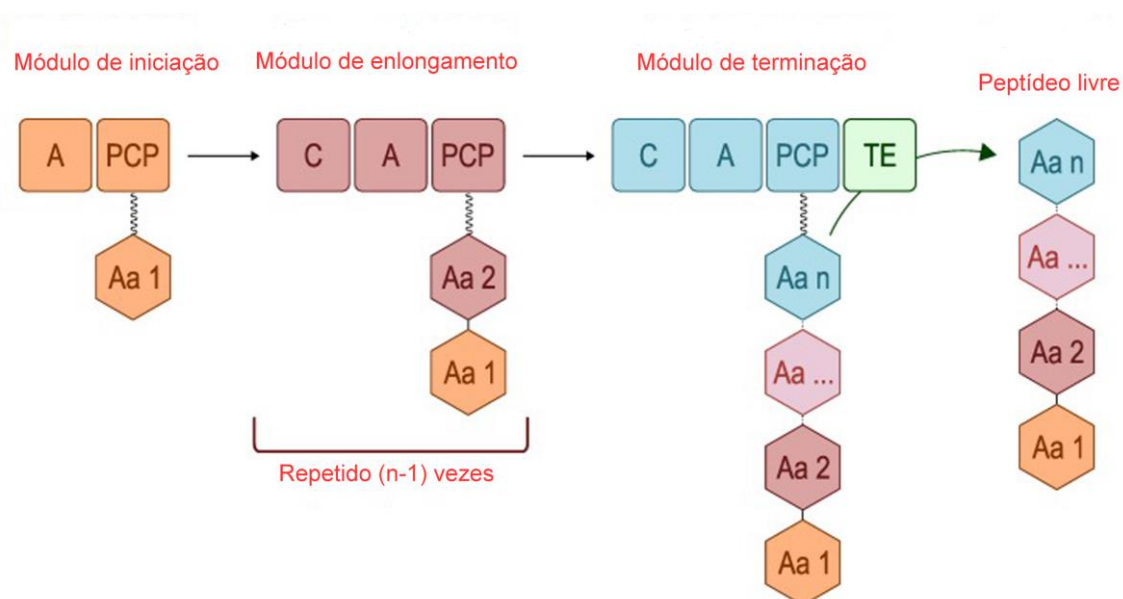 Módulo de iniciação
Módulo de enlongamento
Módulo de terminação
Peptídeo livre
A PCP
C A PCP
C A PCP TE
Aa 1
Aa 2
Aa 1
Repetido (n-1) vezes
Aa n
Aa ...
Aa 2
Aa 1
Aa n
Aa ...
Aa 2
Aa 1